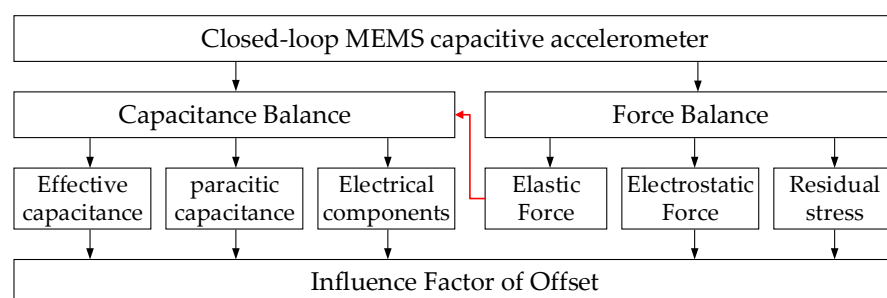 Closed-loop MEMS capacitive accelerometer
Capacitance Balance
Force Balance
Effective
capacitance
paracitic
capacitance
Electrical
components
Elastic
Force
Electrostatic
Force
Residual
stress
Influence Factor of Offset